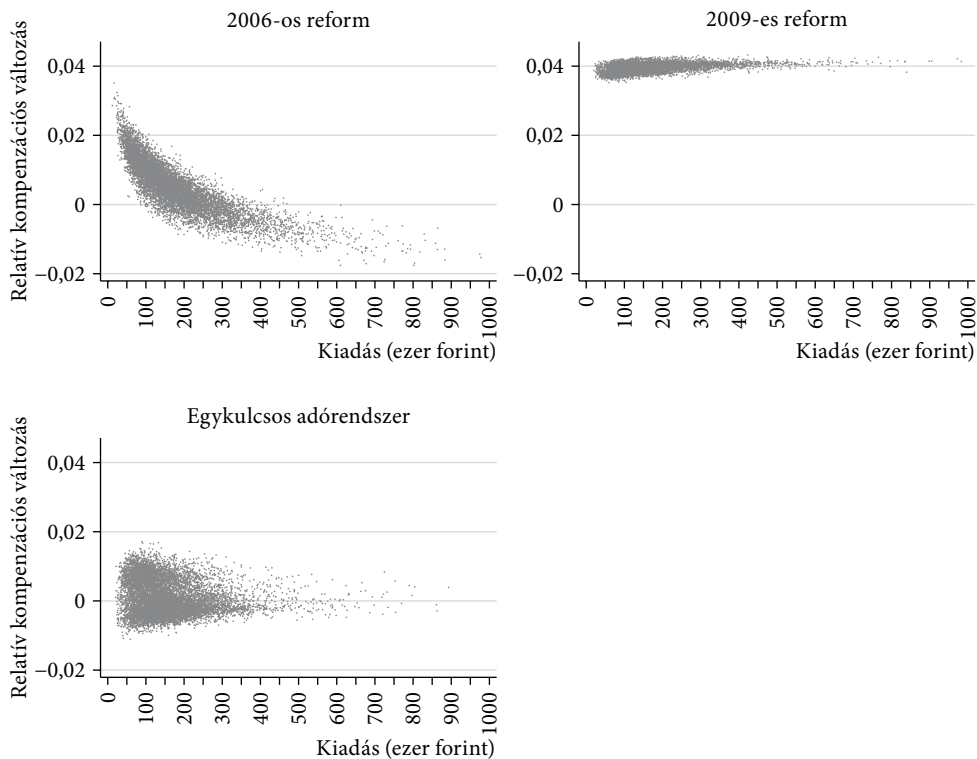 2006-os reform
Relatív kompenzációs változás
0,04
0,02
0
−0,02
0 100 200 300 400 500 600 700 800 900 1000
Kiadás (ezer forint)
2009-es reform
0,04
0,02
0
−0,02
0 100 200 300 400 500 600 700 800 900 1000
Kiadás (ezer forint)
Egykulcsos adórendszer
Relatív kompenzációs változás
0,04
0,02
0
−0,02
0 100 200 300 400 500 600 700 800 900 1000
Kiadás (ezer forint)